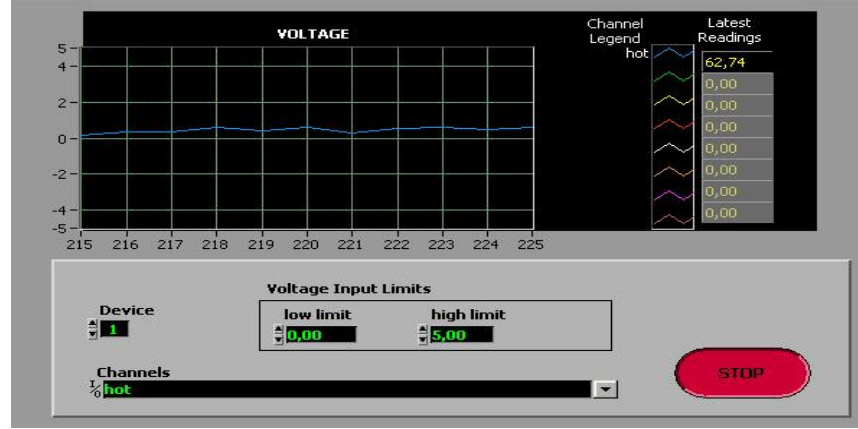 VOLTAGE
5
4
2
0
-2
-4
-5
215 216 217 218 219 220 221 222 223 224 225
Channel
Legend
hot
Latest
Readings
62,74
0,00
0,00
0,00
0,00
0,00
0,00
0,00
Voltage Input Limits
Device
1
low limit
0,00
high limit
5,00
Channels
I/O hot
STOP